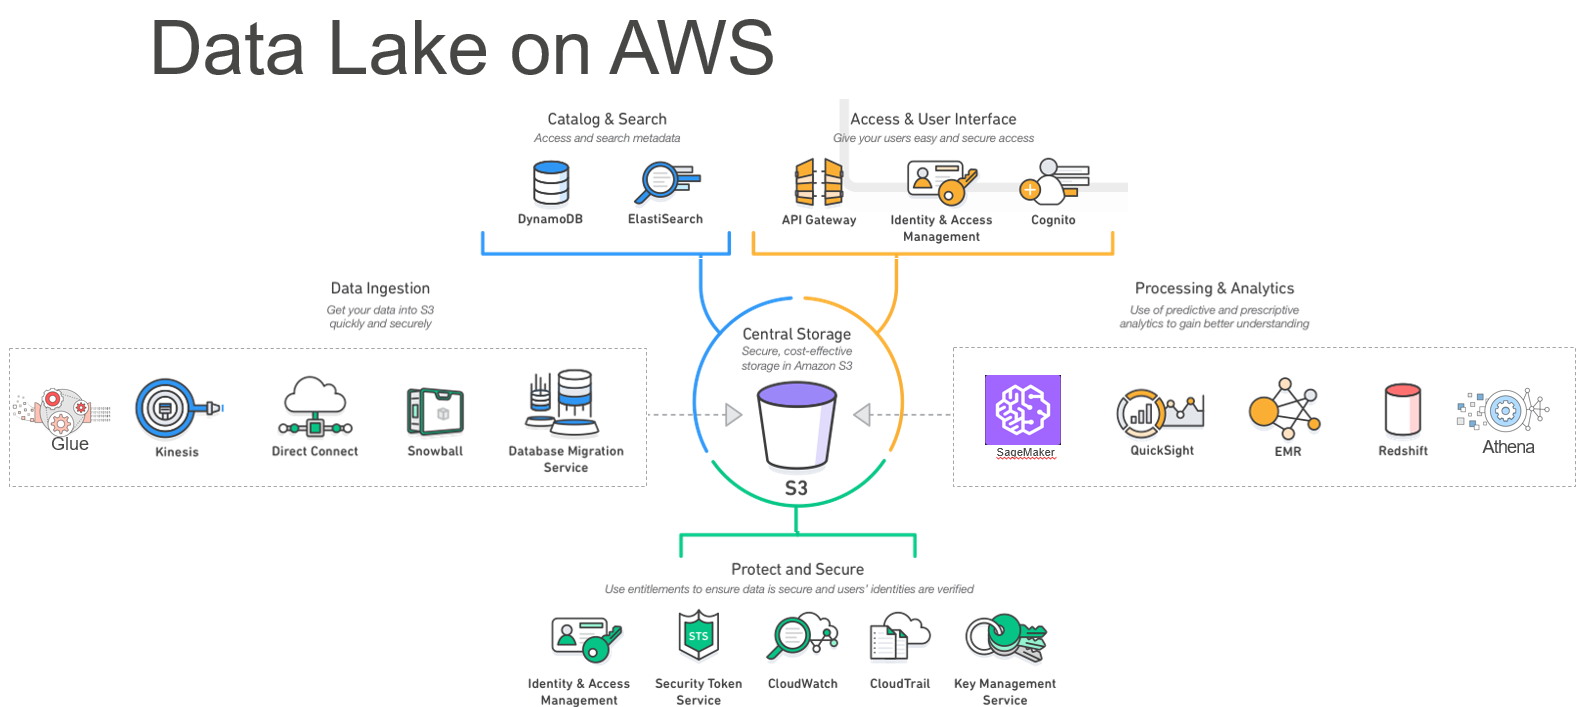 Data Lake on AWS
Catalog & Search
Access and search metadata
DynamoDB
ElastiSearch
Access & User Interface
Give your users easy and secure access
API Gateway
Identity & Access
Management
Cognito
Data Ingestion
Get your data into S3
quickly and securely
Glue
Kinesis
Direct Connect
Snowball
Database Migration
Service
Central Storage
Secure, cost-effective
storage in Amazon S3
S3
Processing & Analytics
Use of predictive and prescriptive
analytics to gain better understanding
SageMaker
QuickSight
EMR
Redshift
Athena
Protect and Secure
Use entitlements to ensure data is secure and users' identities are verified
Identity & Access
Management
STS
Security Token
Service
CloudWatch
CloudTrail
Key Management
Service